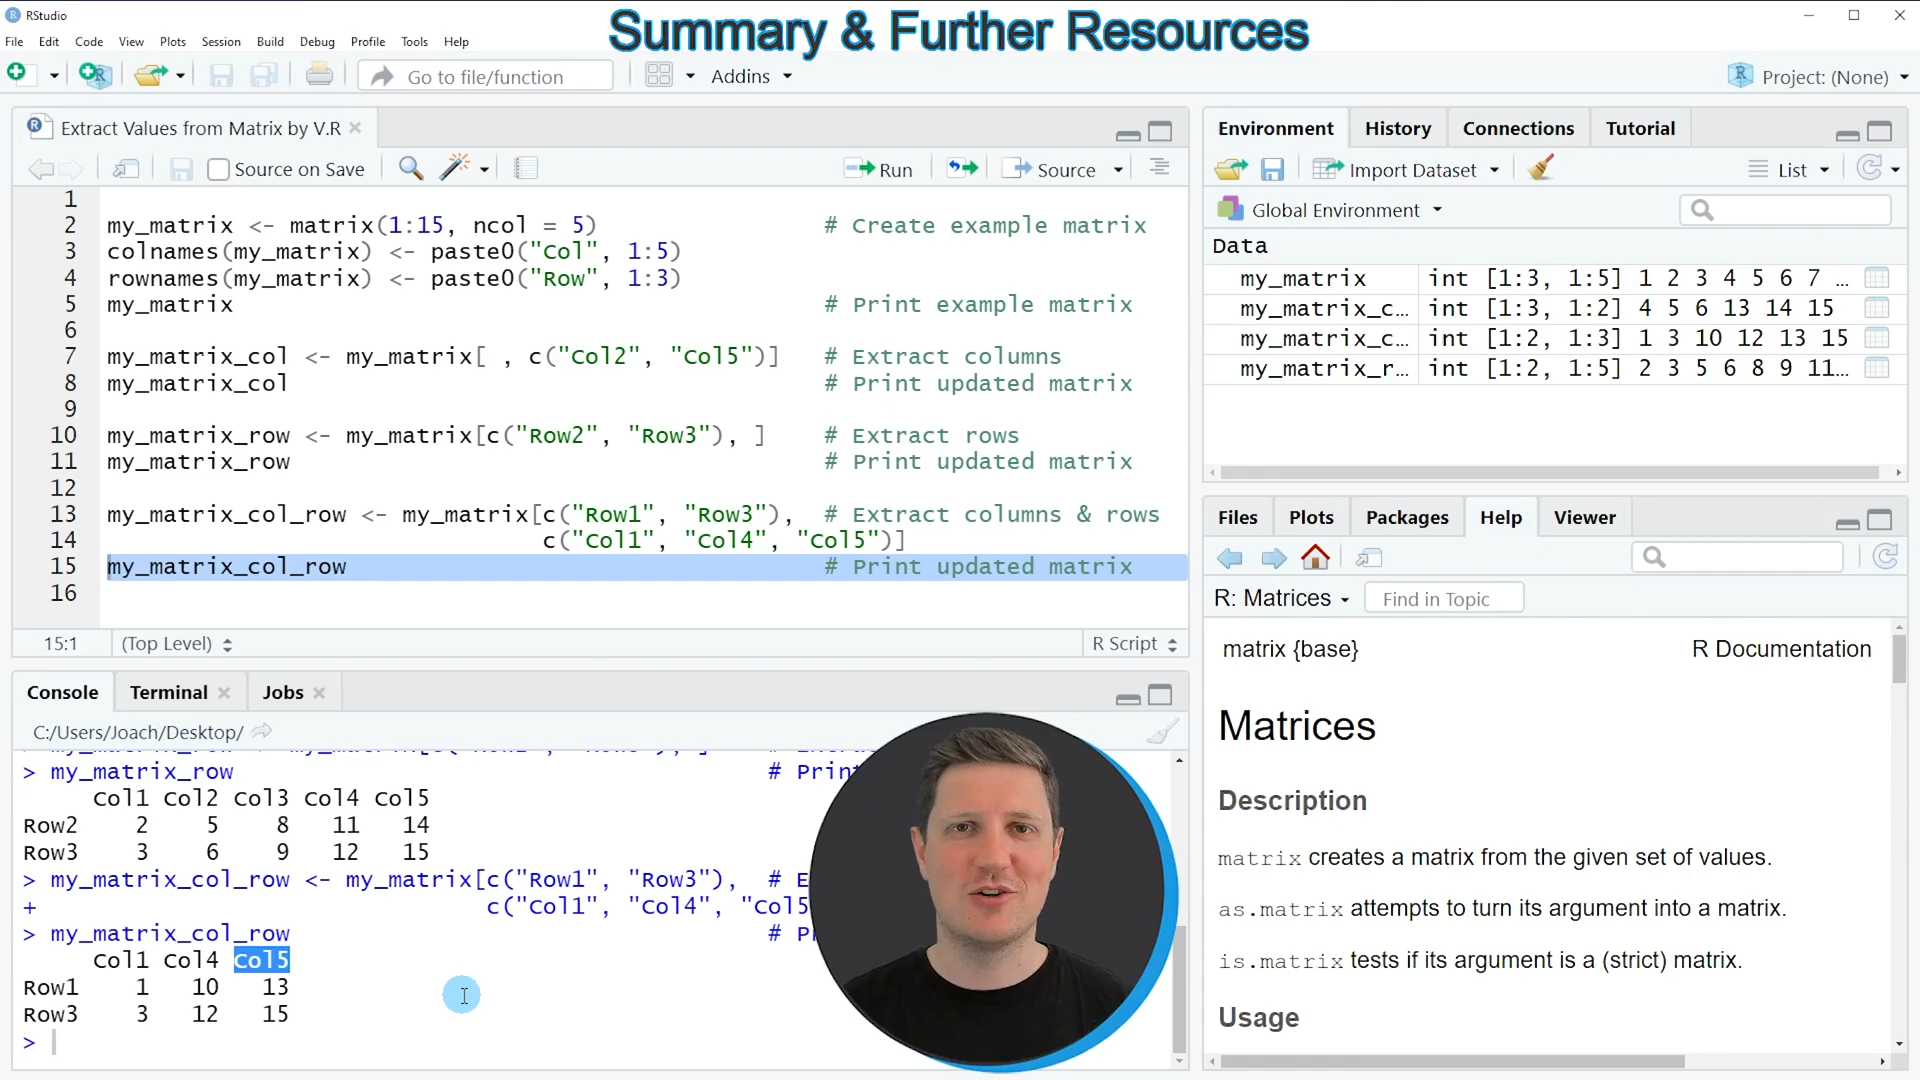 RStudio
Summary & Further Resources
File Edit Code View Plots Session Build Debug Profile Tools Help
Go to file/function
Addins
Project: (None)
Extract Values from Matrix by V.R
Source on Save
Run
Source
1
2 my_matrix <- matrix(1:15, ncol = 5) # Create example matrix
3 colnames(my_matrix) <- paste0("Col", 1:5)
4 rownames(my_matrix) <- paste0("Row", 1:3)
5 my_matrix # Print example matrix
6
7 my_matrix_col <- my_matrix[ , c("Col2", "Col5")] # Extract columns
8 my_matrix_col # Print updated matrix
9
10 my_matrix_row <- my_matrix[c("Row2", "Row3"), ] # Extract rows
11 my_matrix_row # Print updated matrix
12
13 my_matrix_col_row <- my_matrix[c("Row1", "Row3"), # Extract columns & rows
14 c("Col1", "Col4", "Col5")]
15 my_matrix_col_row # Print updated matrix
16
15:1 (Top Level) R Script
Console Terminal Jobs
C:/Users/Joach/Desktop/
> my_matrix_row # Prin
Col1 Col2 Col3 Col4 Col5
Row2 2 5 8 11 14
Row3 3 6 9 12 15
> my_matrix_col_row <- my_matrix[c("Row1", "Row3"), # E
+ c("Col1", "Col4", "Col5
> my_matrix_col_row # P
Col1 Col4 Col5
Row1 1 10 13
Row3 3 12 15
>
Environment History Connections Tutorial
Import Dataset
List
Global Environment
Data
my_matrix int [1:3, 1:5] 1 2 3 4 5 6 7 ...
my_matrix_c… int [1:3, 1:2] 4 5 6 13 14 15
my_matrix_c… int [1:2, 1:3] 1 3 10 12 13 15
my_matrix_r… int [1:2, 1:5] 2 3 5 6 8 9 11…
Files Plots Packages Help Viewer
R: Matrices
Find in Topic
matrix {base} R Documentation
Matrices
Description
matrix creates a matrix from the given set of values.
as.matrix attempts to turn its argument into a matrix.
is.matrix tests if its argument is a (strict) matrix.
Usage